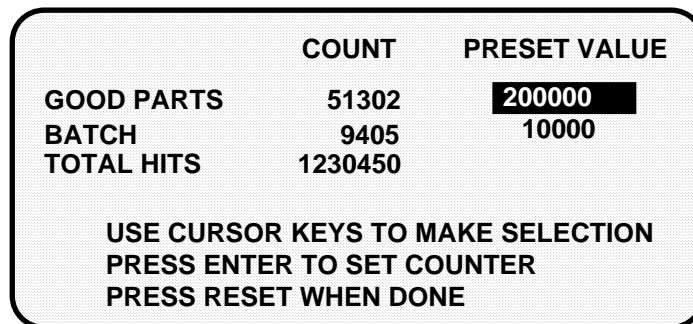 COUNT PRESET VALUE
GOOD PARTS 51302 200000
BATCH 9405 10000
TOTAL HITS 1230450
USE CURSOR KEYS TO MAKE SELECTION
PRESS ENTER TO SET COUNTER
PRESS RESET WHEN DONE